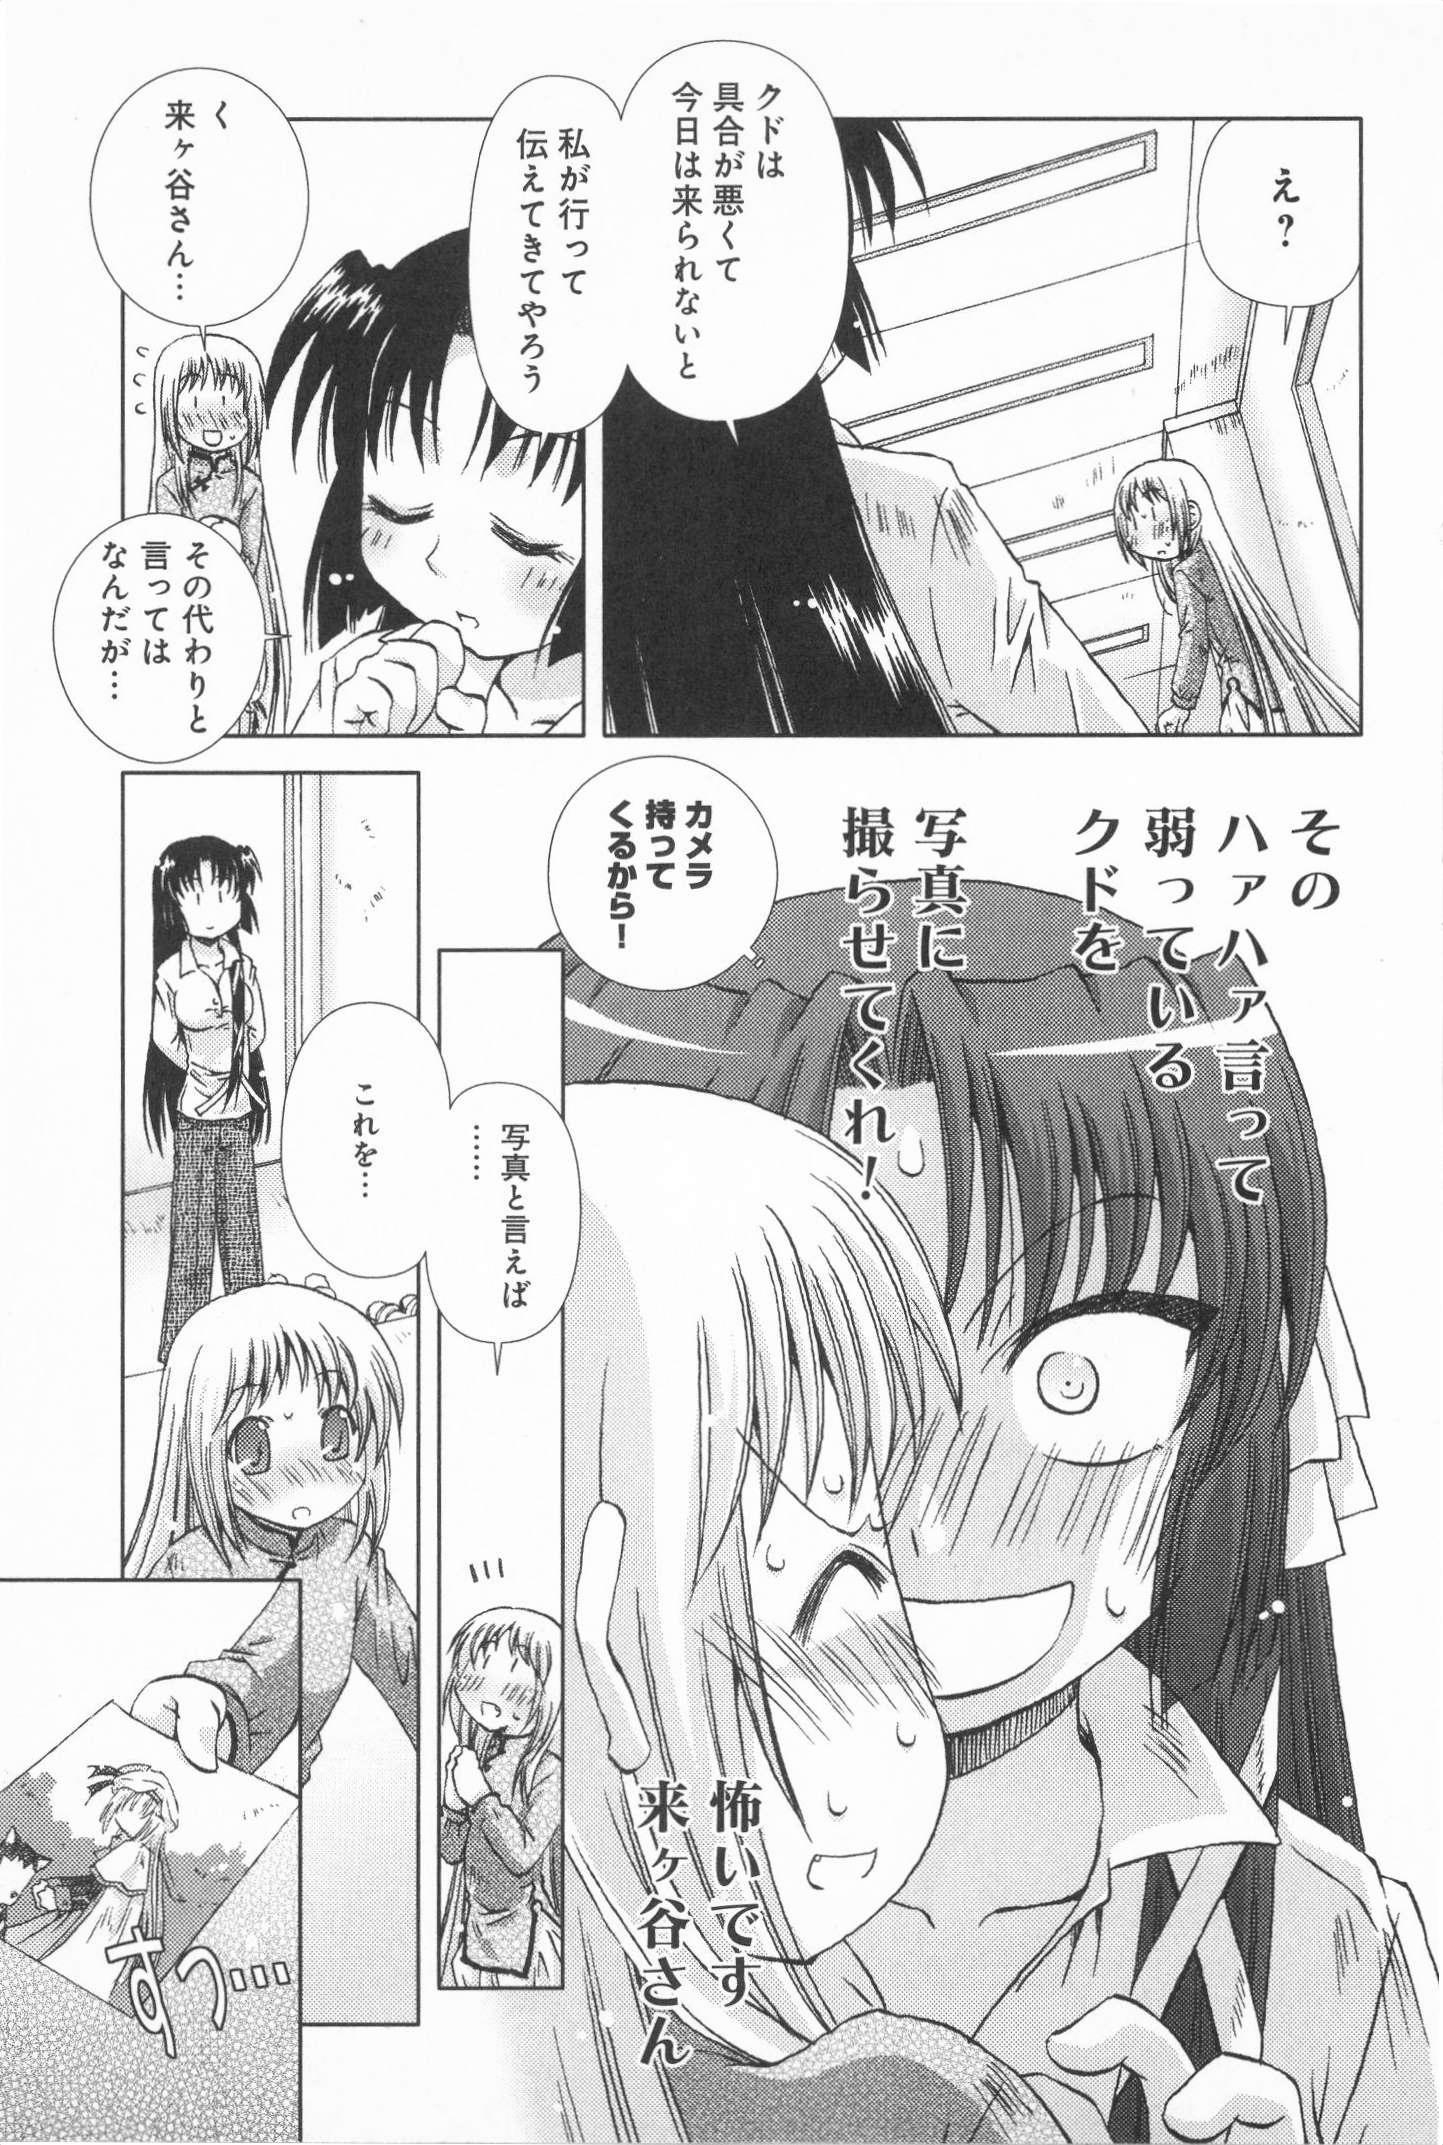 え？
クドは
具合が悪くて
今日は来られないと
私が行って
伝えてきてやろう
く
来ヶ谷さん…
その代わりと
言っては
なんだが…
その
ハァハァ言って
弱っている
クドを
写真に
撮らせてくれ！
カメラ
持って
くるから！
怖いです
来ヶ谷さん
写真と言えば
……
これを…
すっ…